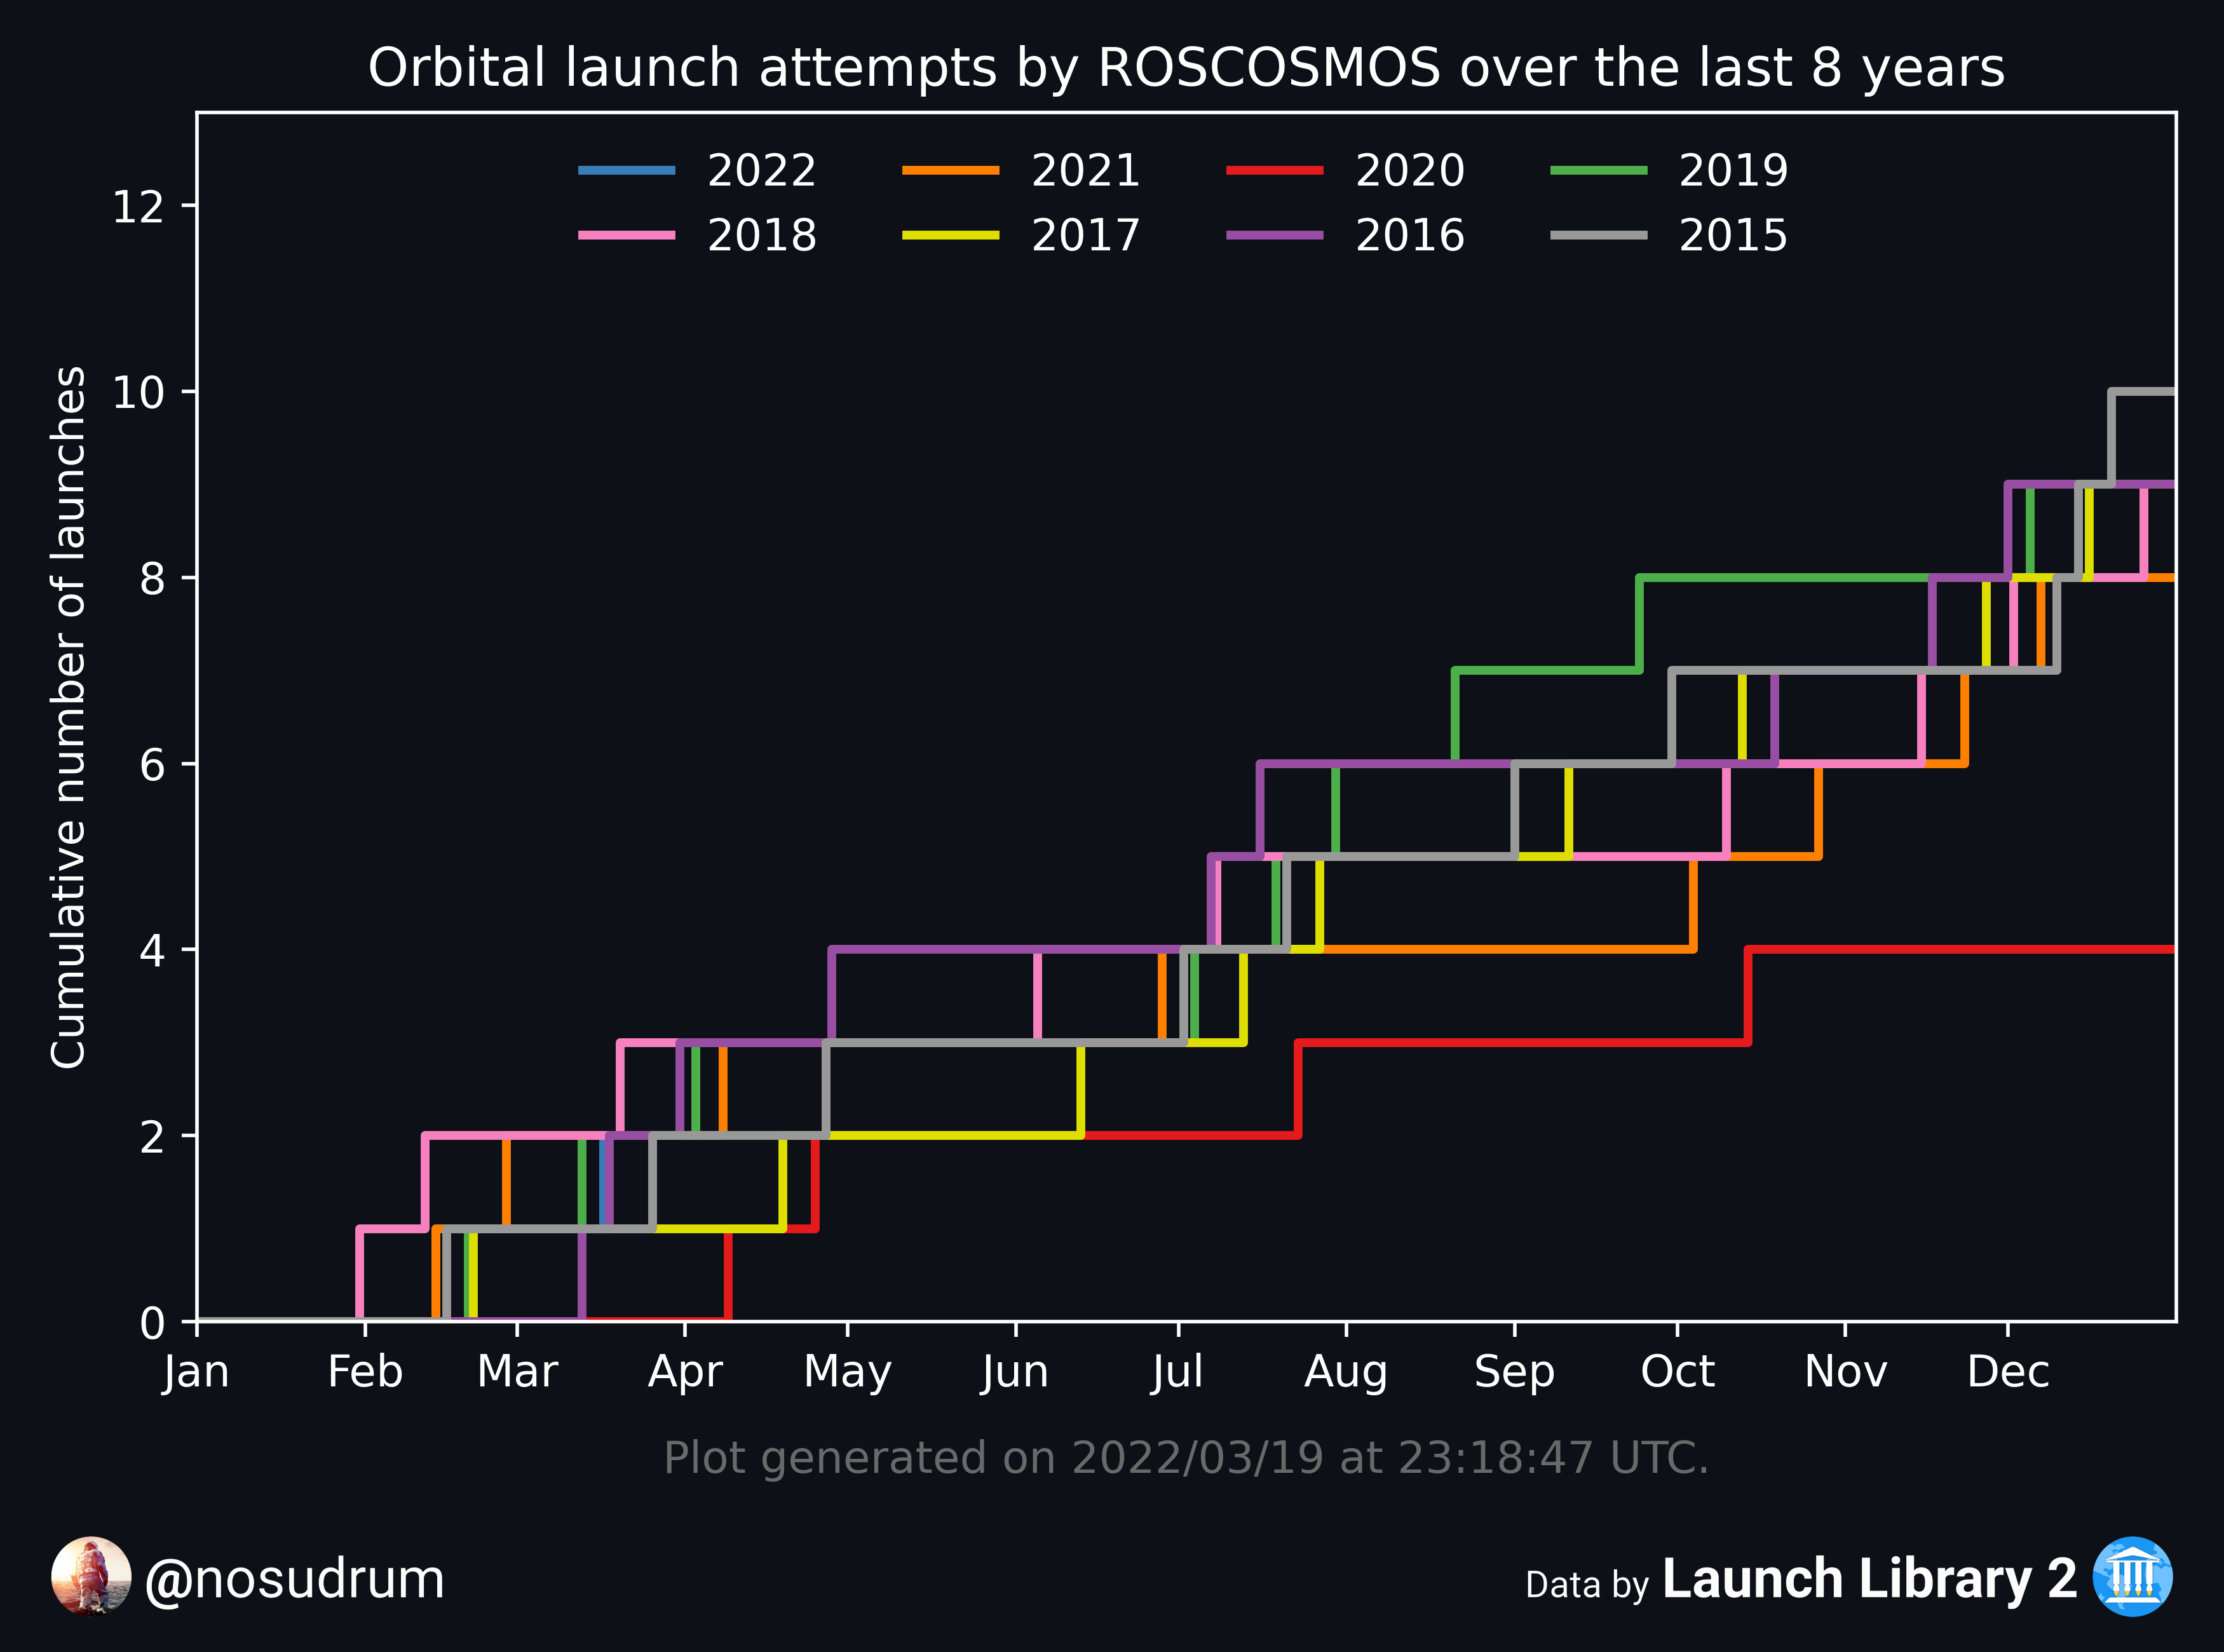 Orbital launch attempts by ROSCOSMOS over the last 8 years
2022 2021 2020 2019
2018 2017 2016 2015
Cumulative number of launches
12
10
8
6
4
2
0
Jan Feb Mar Apr May Jun Jul Aug Sep Oct Nov Dec
Plot generated on 2022/03/19 at 23:18:47 UTC.
@nosudrum
Data by Launch Library 2